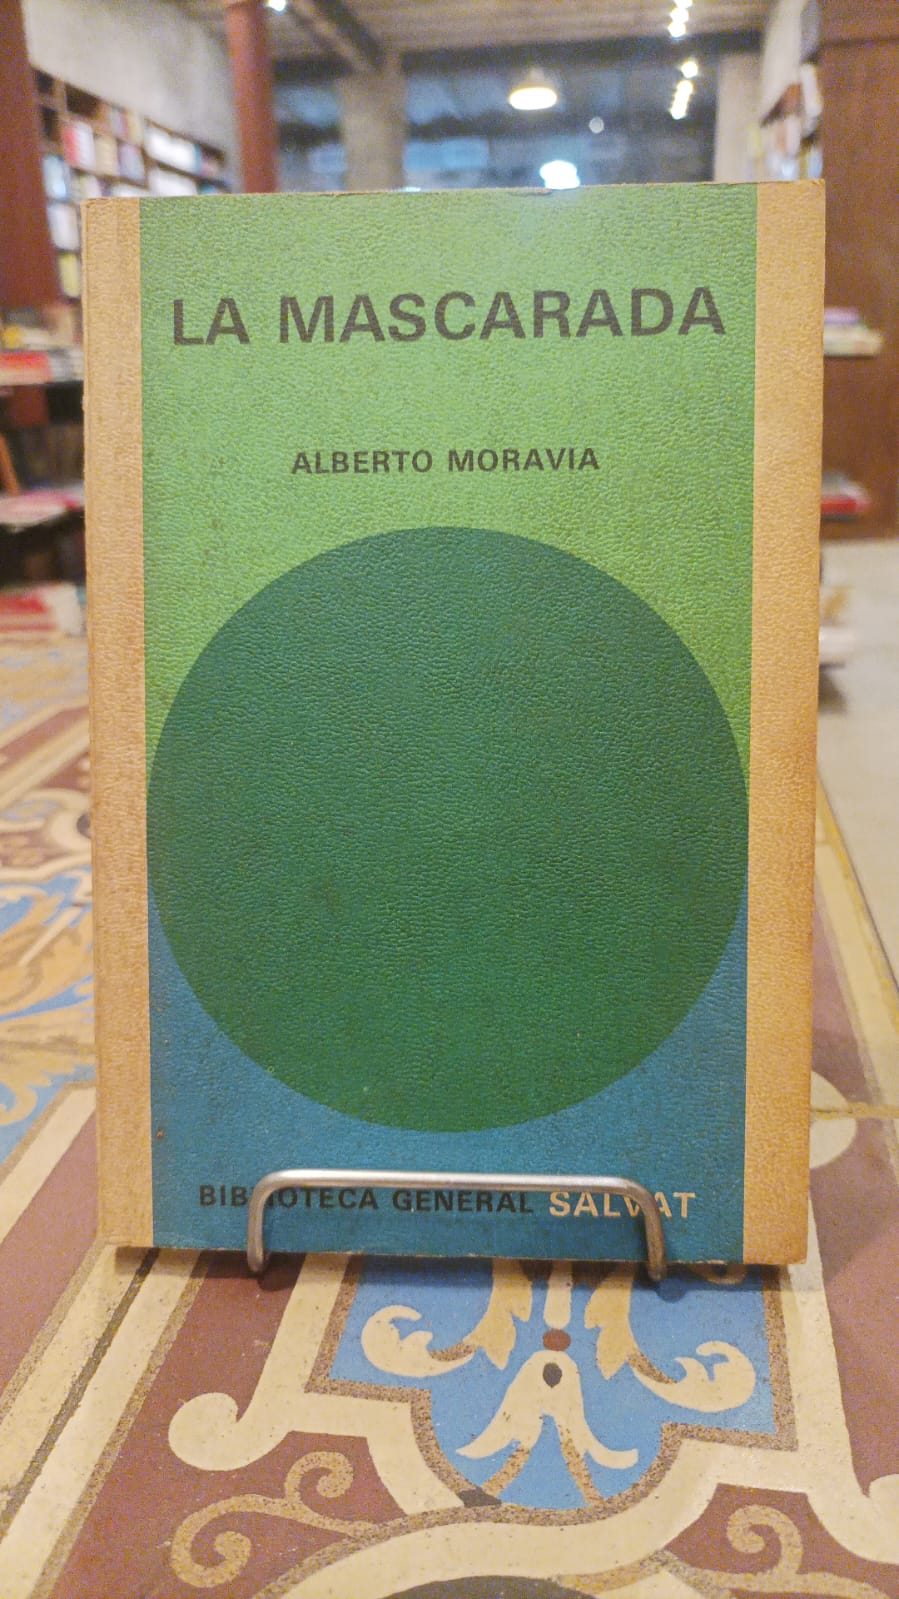 LA MASCARADA
ALBERTO MORAVIA
BIBLIOTECA GENERAL SALVAT